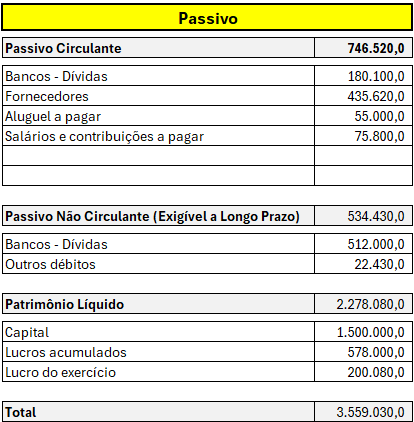 Passivo
Passivo Circulante 746.520,0
Bancos - Dívidas 180.100,0
Fornecedores 435.620,0
Aluguel a pagar 55.000,0
Salários e contribuições a pagar 75.800,0
Passivo Não Circulante (Exigível a Longo Prazo) 534.430,0
Bancos - Dívidas 512.000,0
Outros débitos 22.430,0
Patrimônio Líquido 2.278.080,0
Capital 1.500.000,0
Lucros acumulados 578.000,0
Lucro do exercício 200.080,0
Total 3.559.030,0